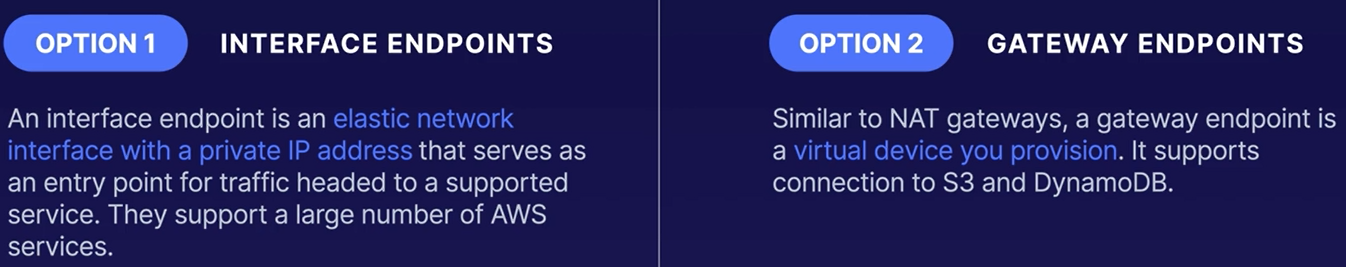 OPTION 1 INTERFACE ENDPOINTS
An interface endpoint is an elastic network
interface with a private IP address that serves as
an entry point for traffic headed to a supported
service. They support a large number of AWS
services.
OPTION 2 GATEWAY ENDPOINTS
Similar to NAT gateways, a gateway endpoint is
a virtual device you provision. It supports
connection to S3 and DynamoDB.